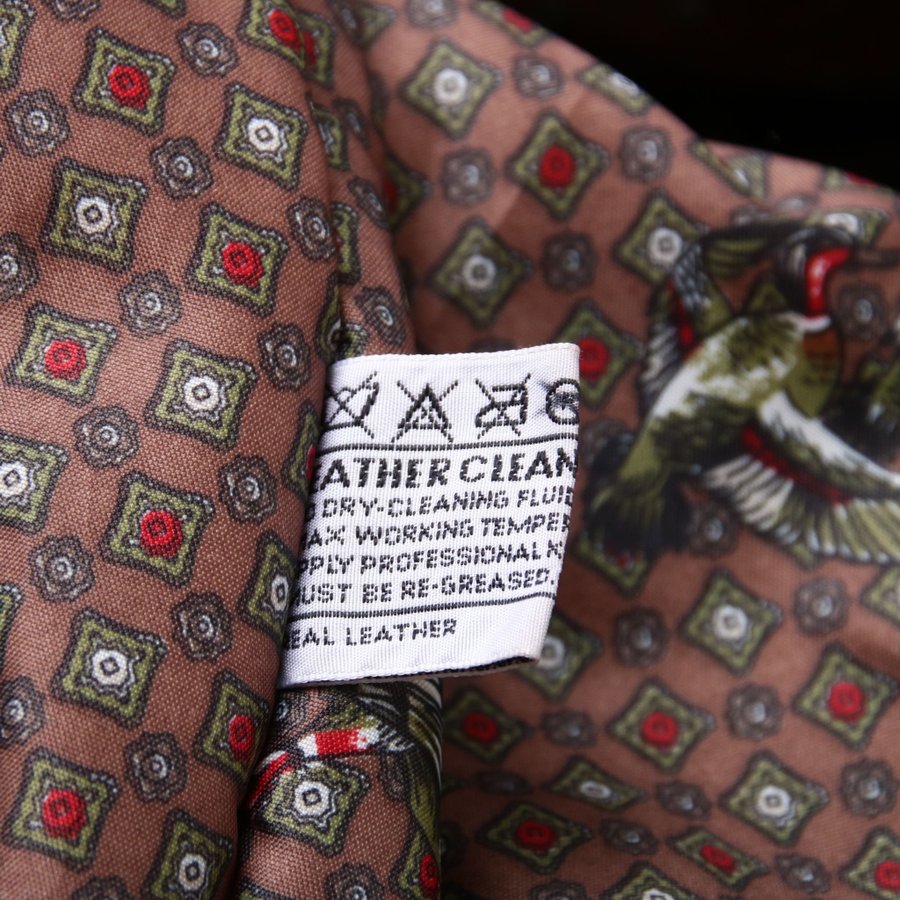 EATHER CLEAN
DRY-CLEANING FLUID
AX WORKING TEMPER
PPLY PROFESSIONAL K
UST BE RE-GREASED.
EAL LEATHER